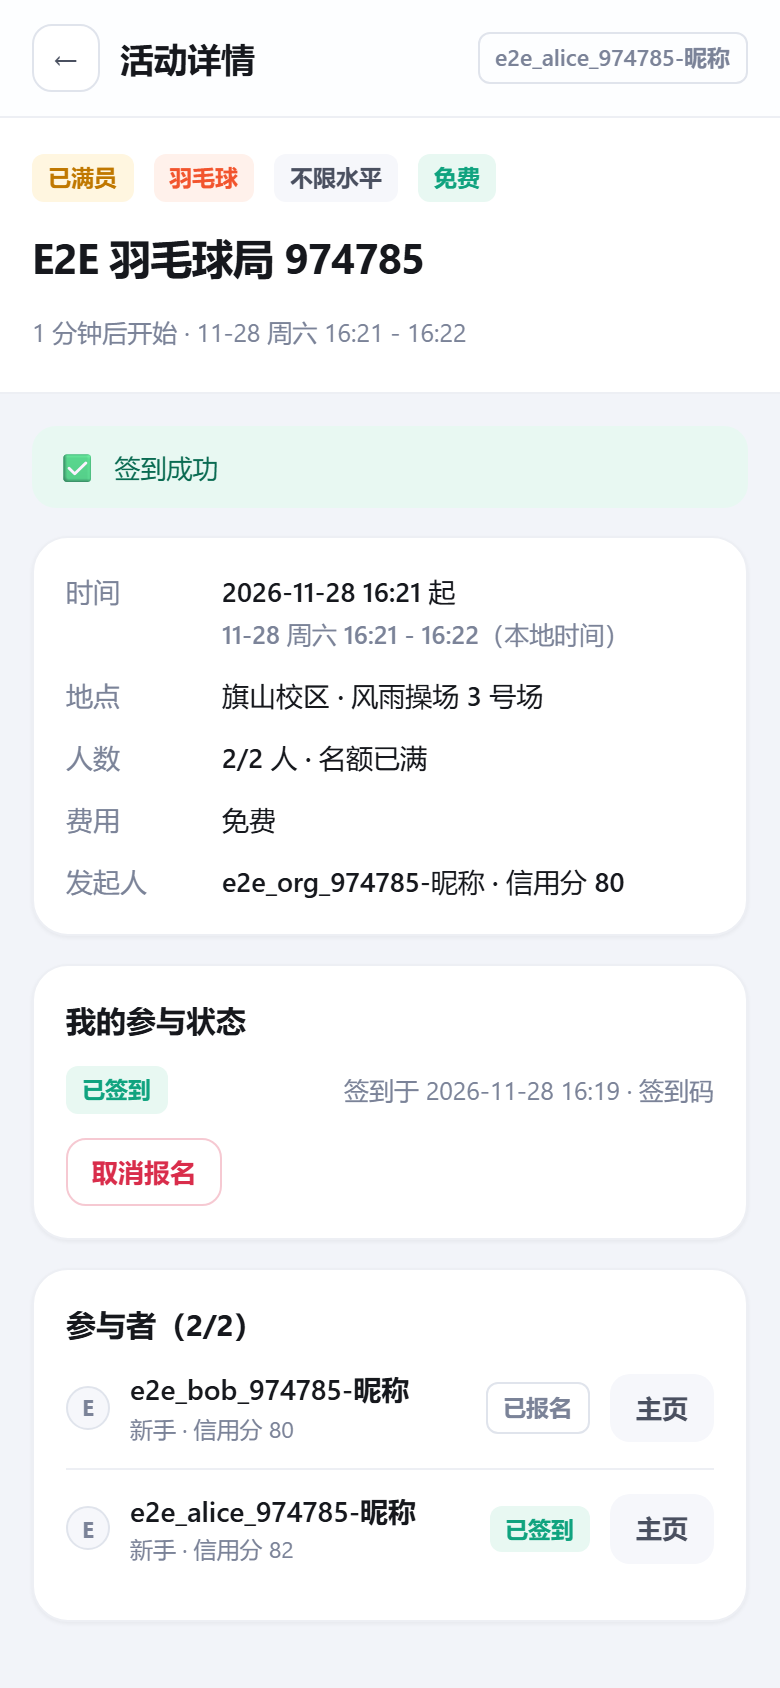 ←
活动详情
e2e_alice_974785-昵称
已满员 羽毛球 不限水平 免费
E2E 羽毛球局 974785
1 分钟后开始 · 11-28 周六 16:21 - 16:22
签到成功
时间 2026-11-28 16:21 起
11-28 周六 16:21 - 16:22（本地时间）
地点 旗山校区 · 风雨操场 3 号场
人数 2/2 人 · 名额已满
费用 免费
发起人 e2e_org_974785-昵称 · 信用分 80
我的参与状态
已签到 签到于 2026-11-28 16:19 · 签到码
取消报名
参与者（2/2）
E e2e_bob_974785-昵称 已报名 主页
新手 · 信用分 80
E e2e_alice_974785-昵称 已签到 主页
新手 · 信用分 82